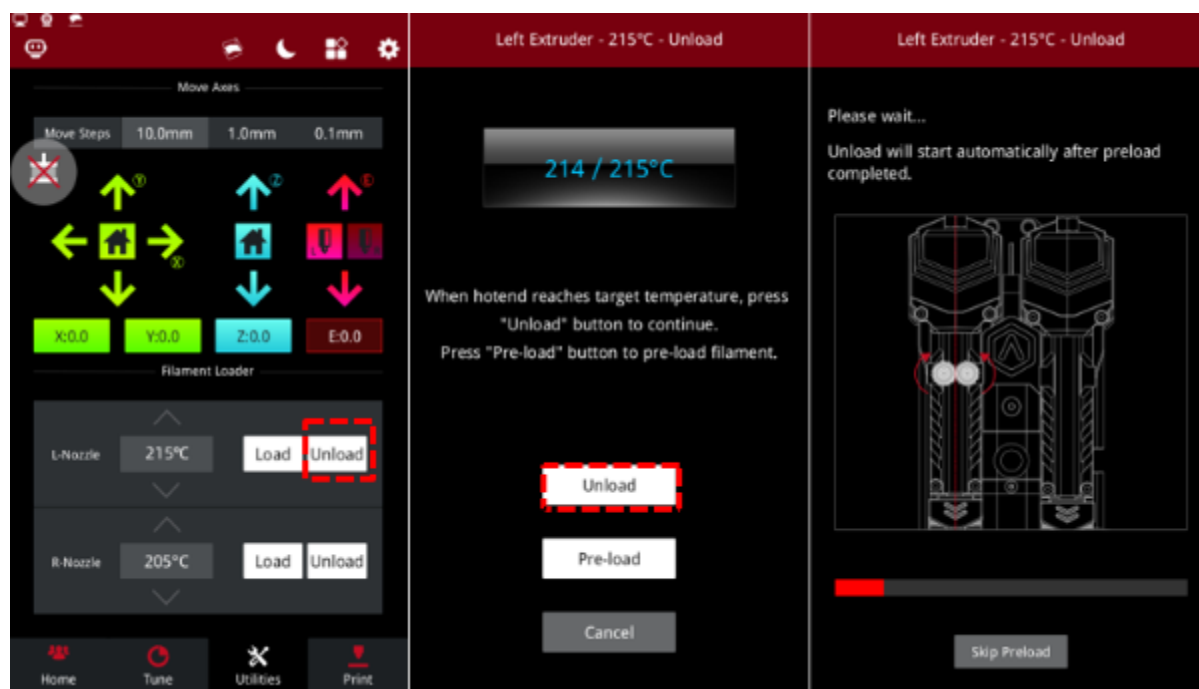 Move Axes
Move Steps 10.0mm 1.0mm 0.1mm
Y
Z
E
X
L
X:0.0 Y:0.0 Z:0.0 E:0.0
Filament Loader
L-Nozzle 215°C Load Unload
R-Nozzle 205°C Load Unload
Home Tune Utilities Print
Left Extruder - 215°C - Unload
214 / 215°C
When hotend reaches target temperature, press
"Unload" button to continue.
Press "Pre-load" button to pre-load filament.
Unload
Pre-load
Cancel
Left Extruder - 215°C - Unload
Please wait...
Unload will start automatically after preload
completed.
Skip Preload